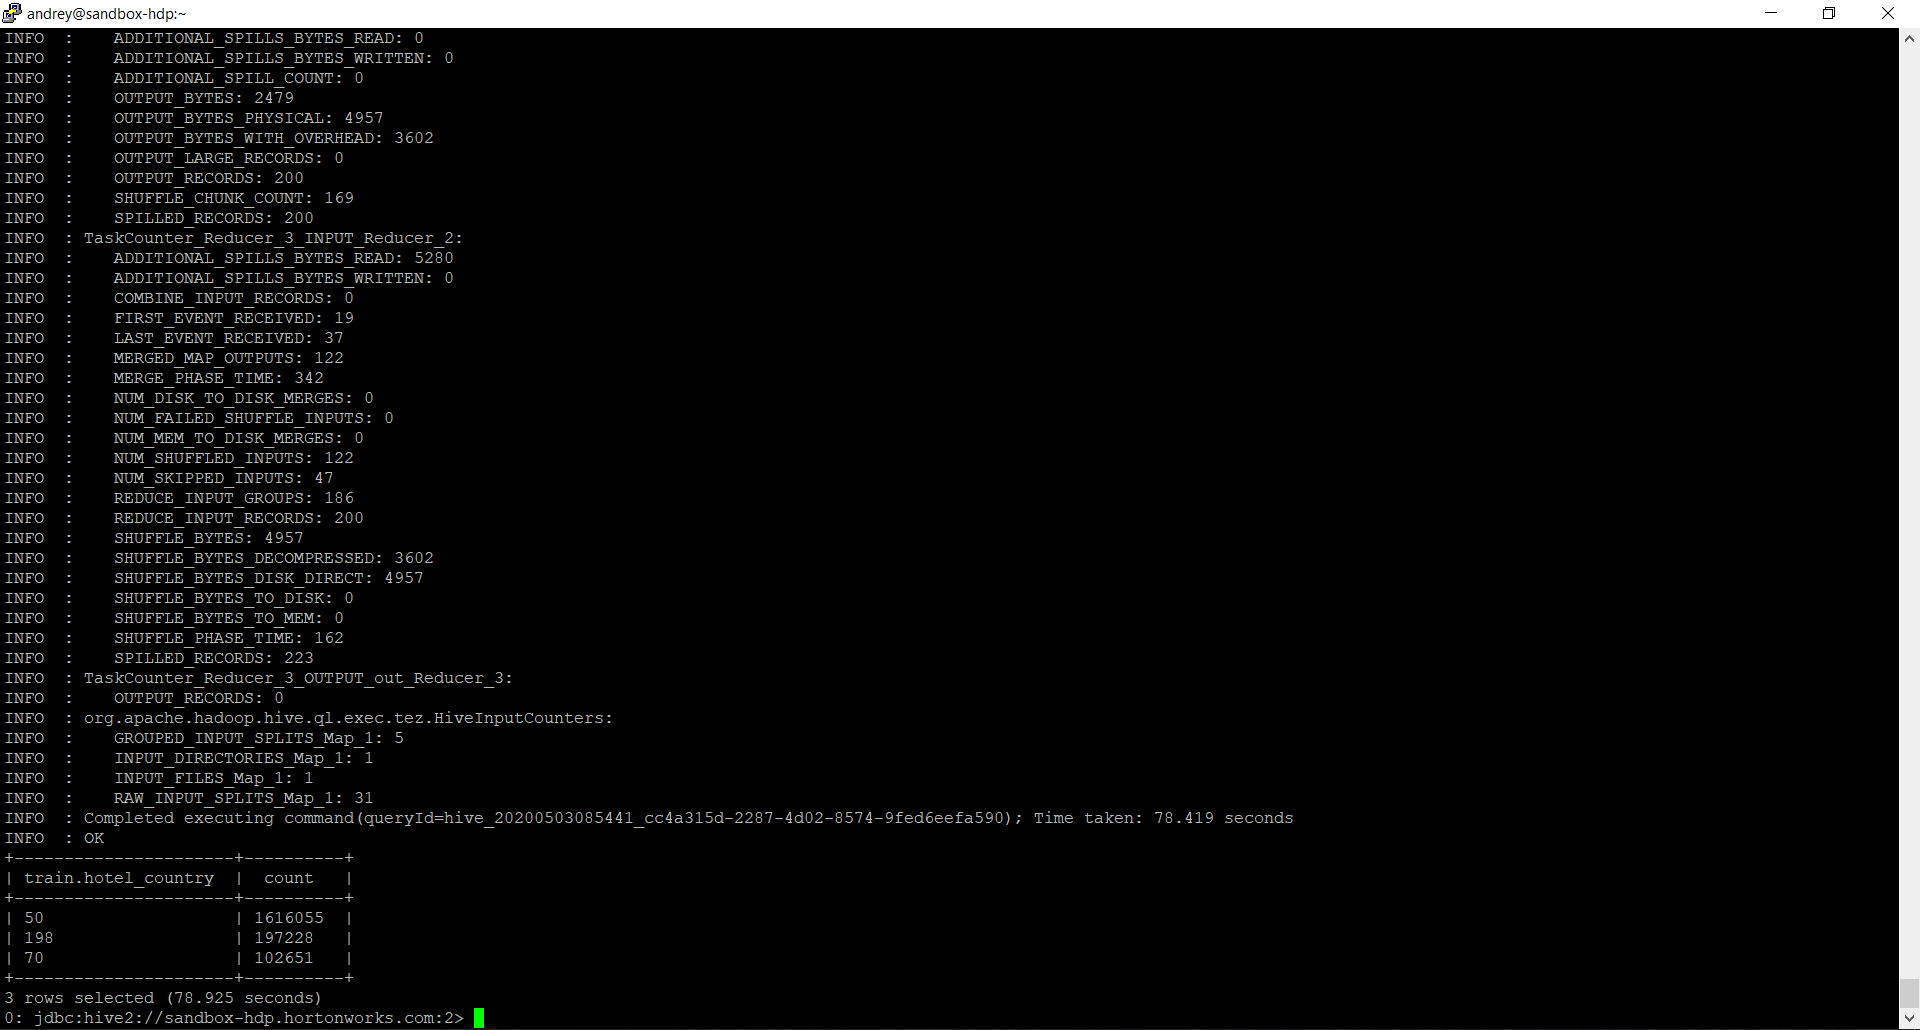 andrey@sandbox-hdp:~
INFO  :     ADDITIONAL_SPILLS_BYTES_READ: 0
INFO  :     ADDITIONAL_SPILLS_BYTES_WRITTEN: 0
INFO  :     ADDITIONAL_SPILL_COUNT: 0
INFO  :     OUTPUT_BYTES: 2479
INFO  :     OUTPUT_BYTES_PHYSICAL: 4957
INFO  :     OUTPUT_BYTES_WITH_OVERHEAD: 3602
INFO  :     OUTPUT_LARGE_RECORDS: 0
INFO  :     OUTPUT_RECORDS: 200
INFO  :     SHUFFLE_CHUNK_COUNT: 169
INFO  :     SPILLED_RECORDS: 200
INFO  : TaskCounter_Reducer_3_INPUT_Reducer_2:
INFO  :     ADDITIONAL_SPILLS_BYTES_READ: 5280
INFO  :     ADDITIONAL_SPILLS_BYTES_WRITTEN: 0
INFO  :     COMBINE_INPUT_RECORDS: 0
INFO  :     FIRST_EVENT_RECEIVED: 19
INFO  :     LAST_EVENT_RECEIVED: 37
INFO  :     MERGED_MAP_OUTPUTS: 122
INFO  :     MERGE_PHASE_TIME: 342
INFO  :     NUM_DISK_TO_DISK_MERGES: 0
INFO  :     NUM_FAILED_SHUFFLE_INPUTS: 0
INFO  :     NUM_MEM_TO_DISK_MERGES: 0
INFO  :     NUM_SHUFFLED_INPUTS: 122
INFO  :     NUM_SKIPPED_INPUTS: 47
INFO  :     REDUCE_INPUT_GROUPS: 186
INFO  :     REDUCE_INPUT_RECORDS: 200
INFO  :     SHUFFLE_BYTES: 4957
INFO  :     SHUFFLE_BYTES_DECOMPRESSED: 3602
INFO  :     SHUFFLE_BYTES_DISK_DIRECT: 4957
INFO  :     SHUFFLE_BYTES_TO_DISK: 0
INFO  :     SHUFFLE_BYTES_TO_MEM: 0
INFO  :     SHUFFLE_PHASE_TIME: 162
INFO  :     SPILLED_RECORDS: 223
INFO  : TaskCounter_Reducer_3_OUTPUT_out_Reducer_3:
INFO  :     OUTPUT_RECORDS: 0
INFO  : org.apache.hadoop.hive.ql.exec.tez.HiveInputCounters:
INFO  :     GROUPED_INPUT_SPLITS_Map_1: 5
INFO  :     INPUT_DIRECTORIES_Map_1: 1
INFO  :     INPUT_FILES_Map_1: 1
INFO  :     RAW_INPUT_SPLITS_Map_1: 31
INFO  : Completed executing command(queryId=hive_20200503085441_cc4a315d-2287-4d02-8574-9fed6eefa590); Time taken: 78.419 seconds
INFO  : OK
+----------------------+----------+
| train.hotel_country  |  count   |
+----------------------+----------+
| 50                   | 1616055  |
| 198                  | 197228   |
| 70                   | 102651   |
+----------------------+----------+
3 rows selected (78.925 seconds)
0: jdbc:hive2://sandbox-hdp.hortonworks.com:2>